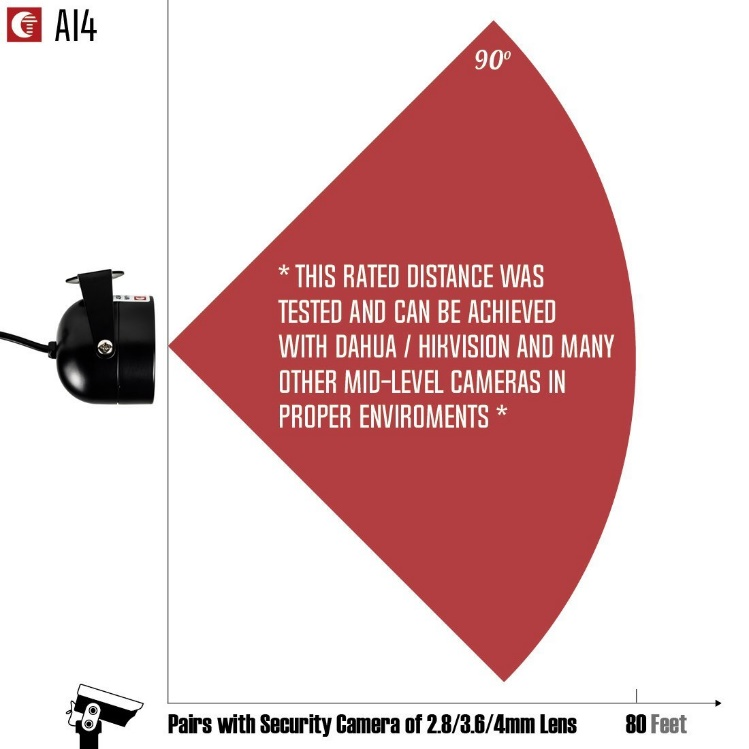 AI4
90º
* THIS RATED DISTANCE WAS
TESTED AND CAN BE ACHIEVED
WITH DAHUA / HIKVISION AND MANY
OTHER MID-LEVEL CAMERAS IN
PROPER ENVIROMENTS *
Pairs with Security Camera of 2.8/3.6/4mm Lens
80 Feet